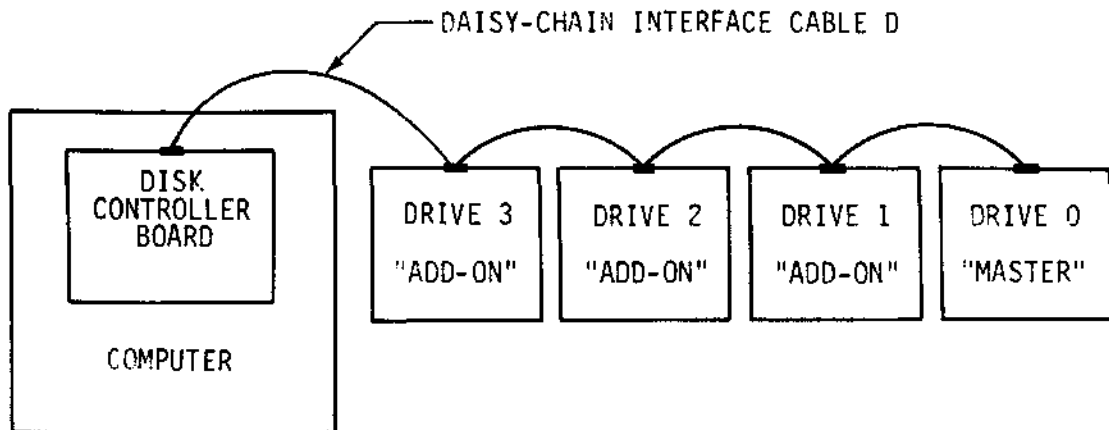 DAISY-CHAIN INTERFACE CABLE D
DISK
CONTROLLER
BOARD
COMPUTER
DRIVE 3
"ADD-ON"
DRIVE 2
"ADD-ON"
DRIVE 1
"ADD-ON"
DRIVE 0
"MASTER"